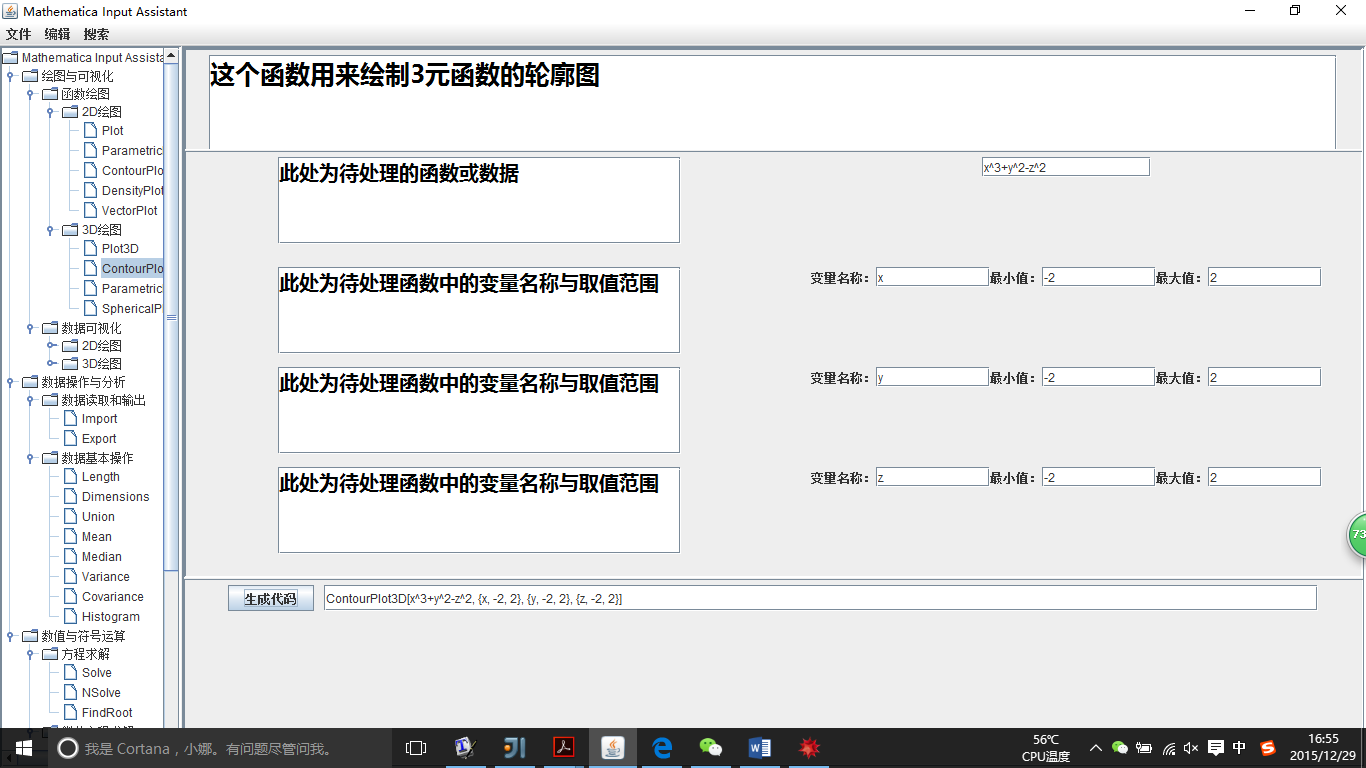 Mathematica Input Assistant
文件 编辑 搜索
Mathematica Input Assista
绘图与可视化
函数绘图
2D绘图
Plot
Parametric
ContourPlo
DensityPlot
VectorPlot
3D绘图
Plot3D
ContourPlo
Parametric
SphericalPl
数据可视化
2D绘图
3D绘图
数据操作与分析
数据读取和输出
Import
Export
数据基本操作
Length
Dimensions
Union
Mean
Median
Variance
Covariance
Histogram
数值与符号运算
方程求解
Solve
NSolve
FindRoot
这个函数用来绘制3元函数的轮廓图
此处为待处理的函数或数据
x^3+y^2-z^2
此处为待处理函数中的变量名称与取值范围
变量名称: x 最小值: -2 最大值: 2
此处为待处理函数中的变量名称与取值范围
变量名称: y 最小值: -2 最大值: 2
此处为待处理函数中的变量名称与取值范围
变量名称: z 最小值: -2 最大值: 2
73
生成代码 ContourPlot3D[x^3+y^2-z^2, {x, -2, 2}, {y, -2, 2}, {z, -2, 2}]
我是 Cortana，小娜。有问题尽管问我。
56℃
CPU温度
中
16:55
2015/12/29